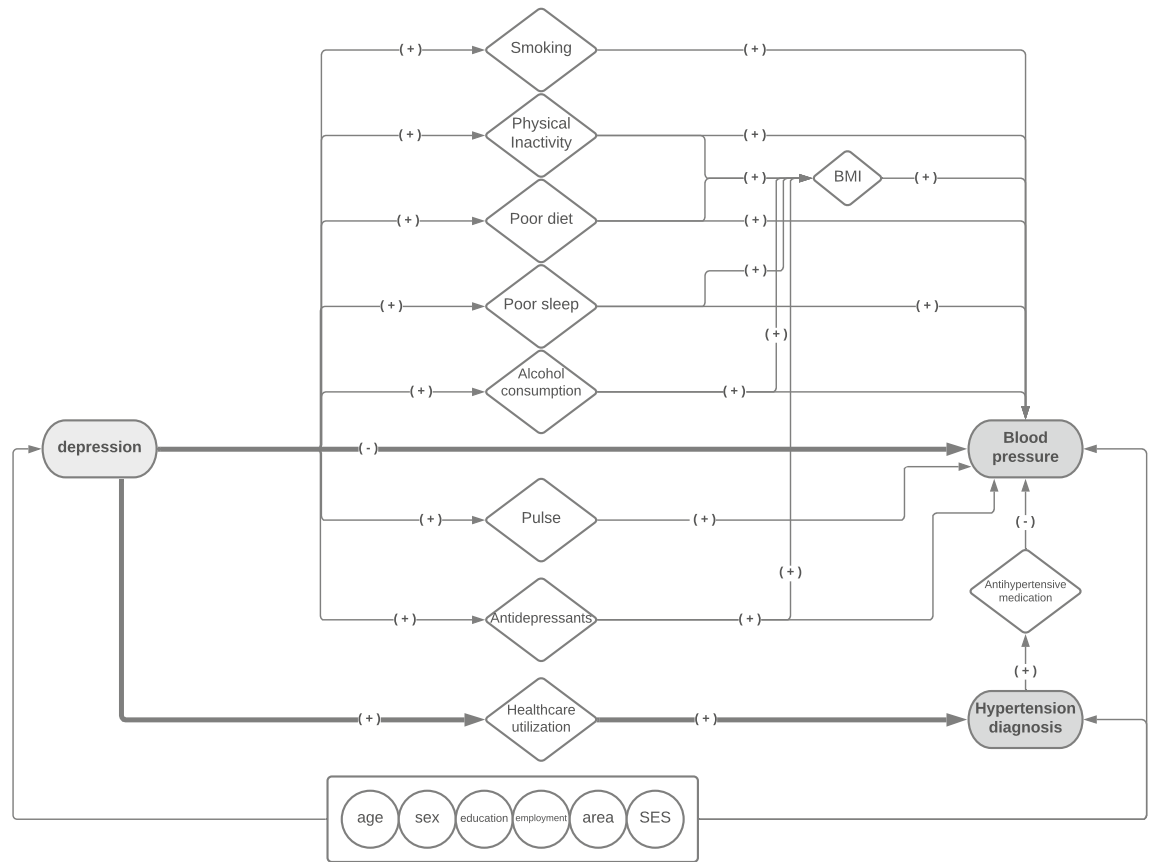 ( + )
Smoking
( + )
( + )
Physical
Inactivity
( + )
( + )
BMI
( + )
( + )
Poor diet
( + )
( + )
( + )
Poor sleep
( + )
( + )
( + )
Alcohol
consumption
( + )
depression
( - )
Blood
pressure
( + )
Pulse
( + )
( - )
( + )
Antihypertensive
medication
( + )
Antidepressants
( + )
( + )
( + )
Healthcare
utilization
( + )
Hypertension
diagnosis
age
sex
education
employment
area
SES